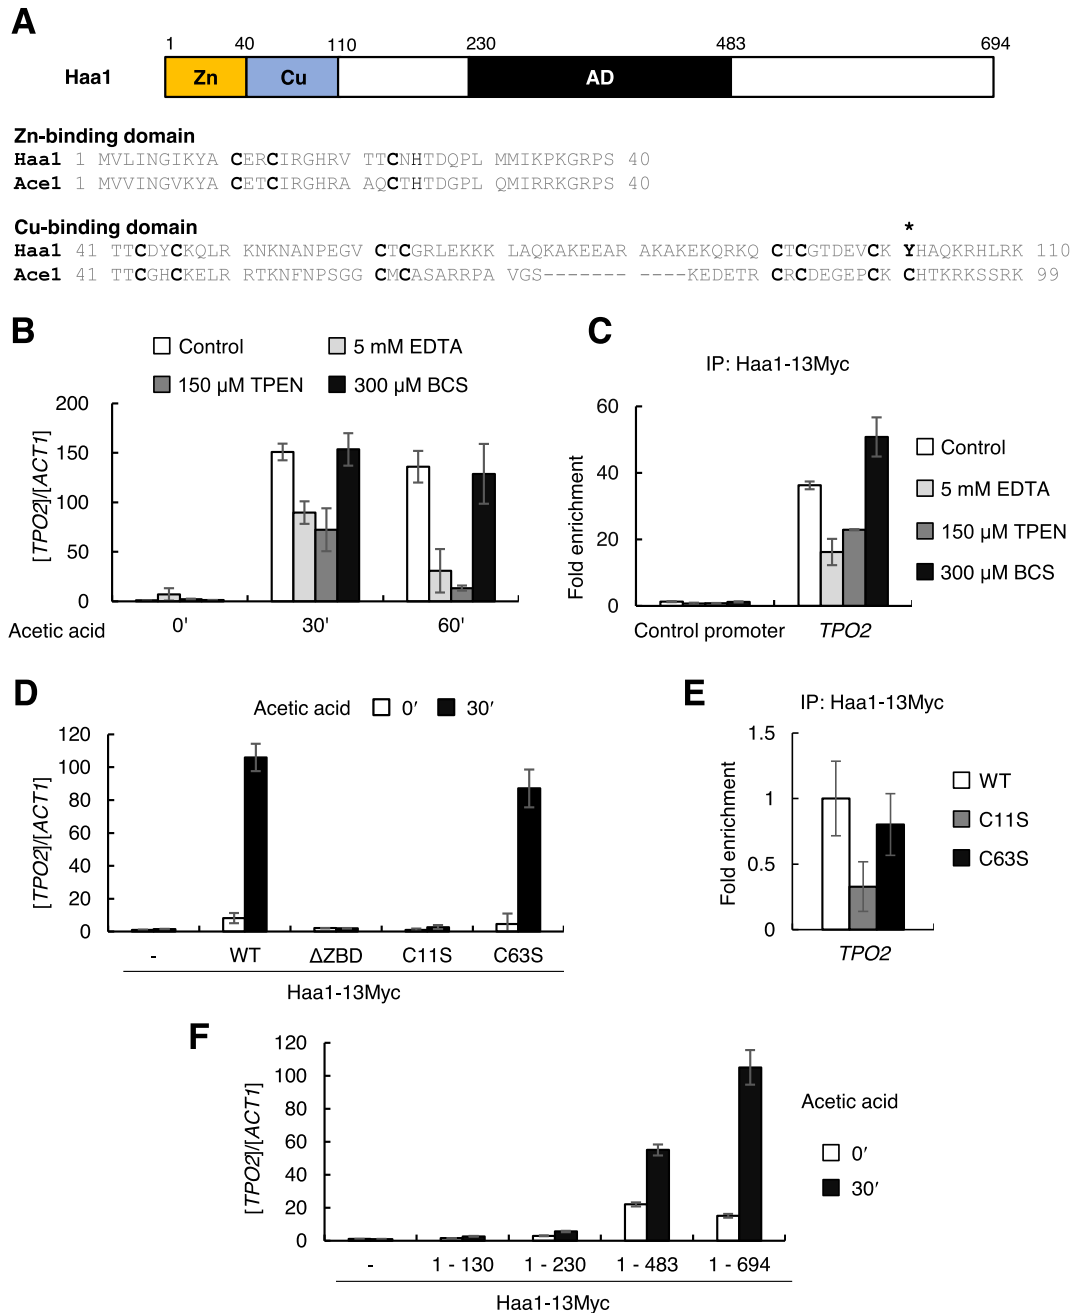 A
1 40 110 230 483 694
Haa1 Zn Cu AD
Zn-binding domain
Haa1 1 MVLINGIKYA CERCIRGHRV TTCNHTDQPL MMIKPKGRPS 40
Ace1 1 MVVINGVKYA CETCIRGHRA AQCTHTDGPL QMIRRKGRPS 40
Cu-binding domain *
Haa1 41 TTCDYCKQLR KNKNANPEGV CTCGRLEKKK LAQKAKEEAR AKAKEKQRKQ CTCGTDEVCK YHAQKRHLRK 110
Ace1 41 TTCGHCKELR RTKNFNPSGG CMCASARRPA VGS------- ----KEDETR CRCDEGEPCK CHTKRKSSRK 99
B
Control 5 mM EDTA
150 µM TPEN 300 µM BCS
[TPO2]/[ACT1]
200
150
100
50
0
Acetic acid 0' 30' 60'
C
IP: Haa1-13Myc
Fold enrichment
60
40
20
0
Control promoter TPO2
Control
5 mM EDTA
150 µM TPEN
300 µM BCS
D
Acetic acid 0′ 30′
[TPO2]/[ACT1]
120
100
80
60
40
20
0
- WT ΔZBD C11S C63S
Haa1-13Myc
E
IP: Haa1-13Myc
Fold enrichment
1.5
1
0.5
0
TPO2
WT
C11S
C63S
F
[TPO2]/[ACT1]
120
100
80
60
40
20
0
- 1 - 130 1 - 230 1 - 483 1 - 694
Haa1-13Myc
Acetic acid
0′
30′